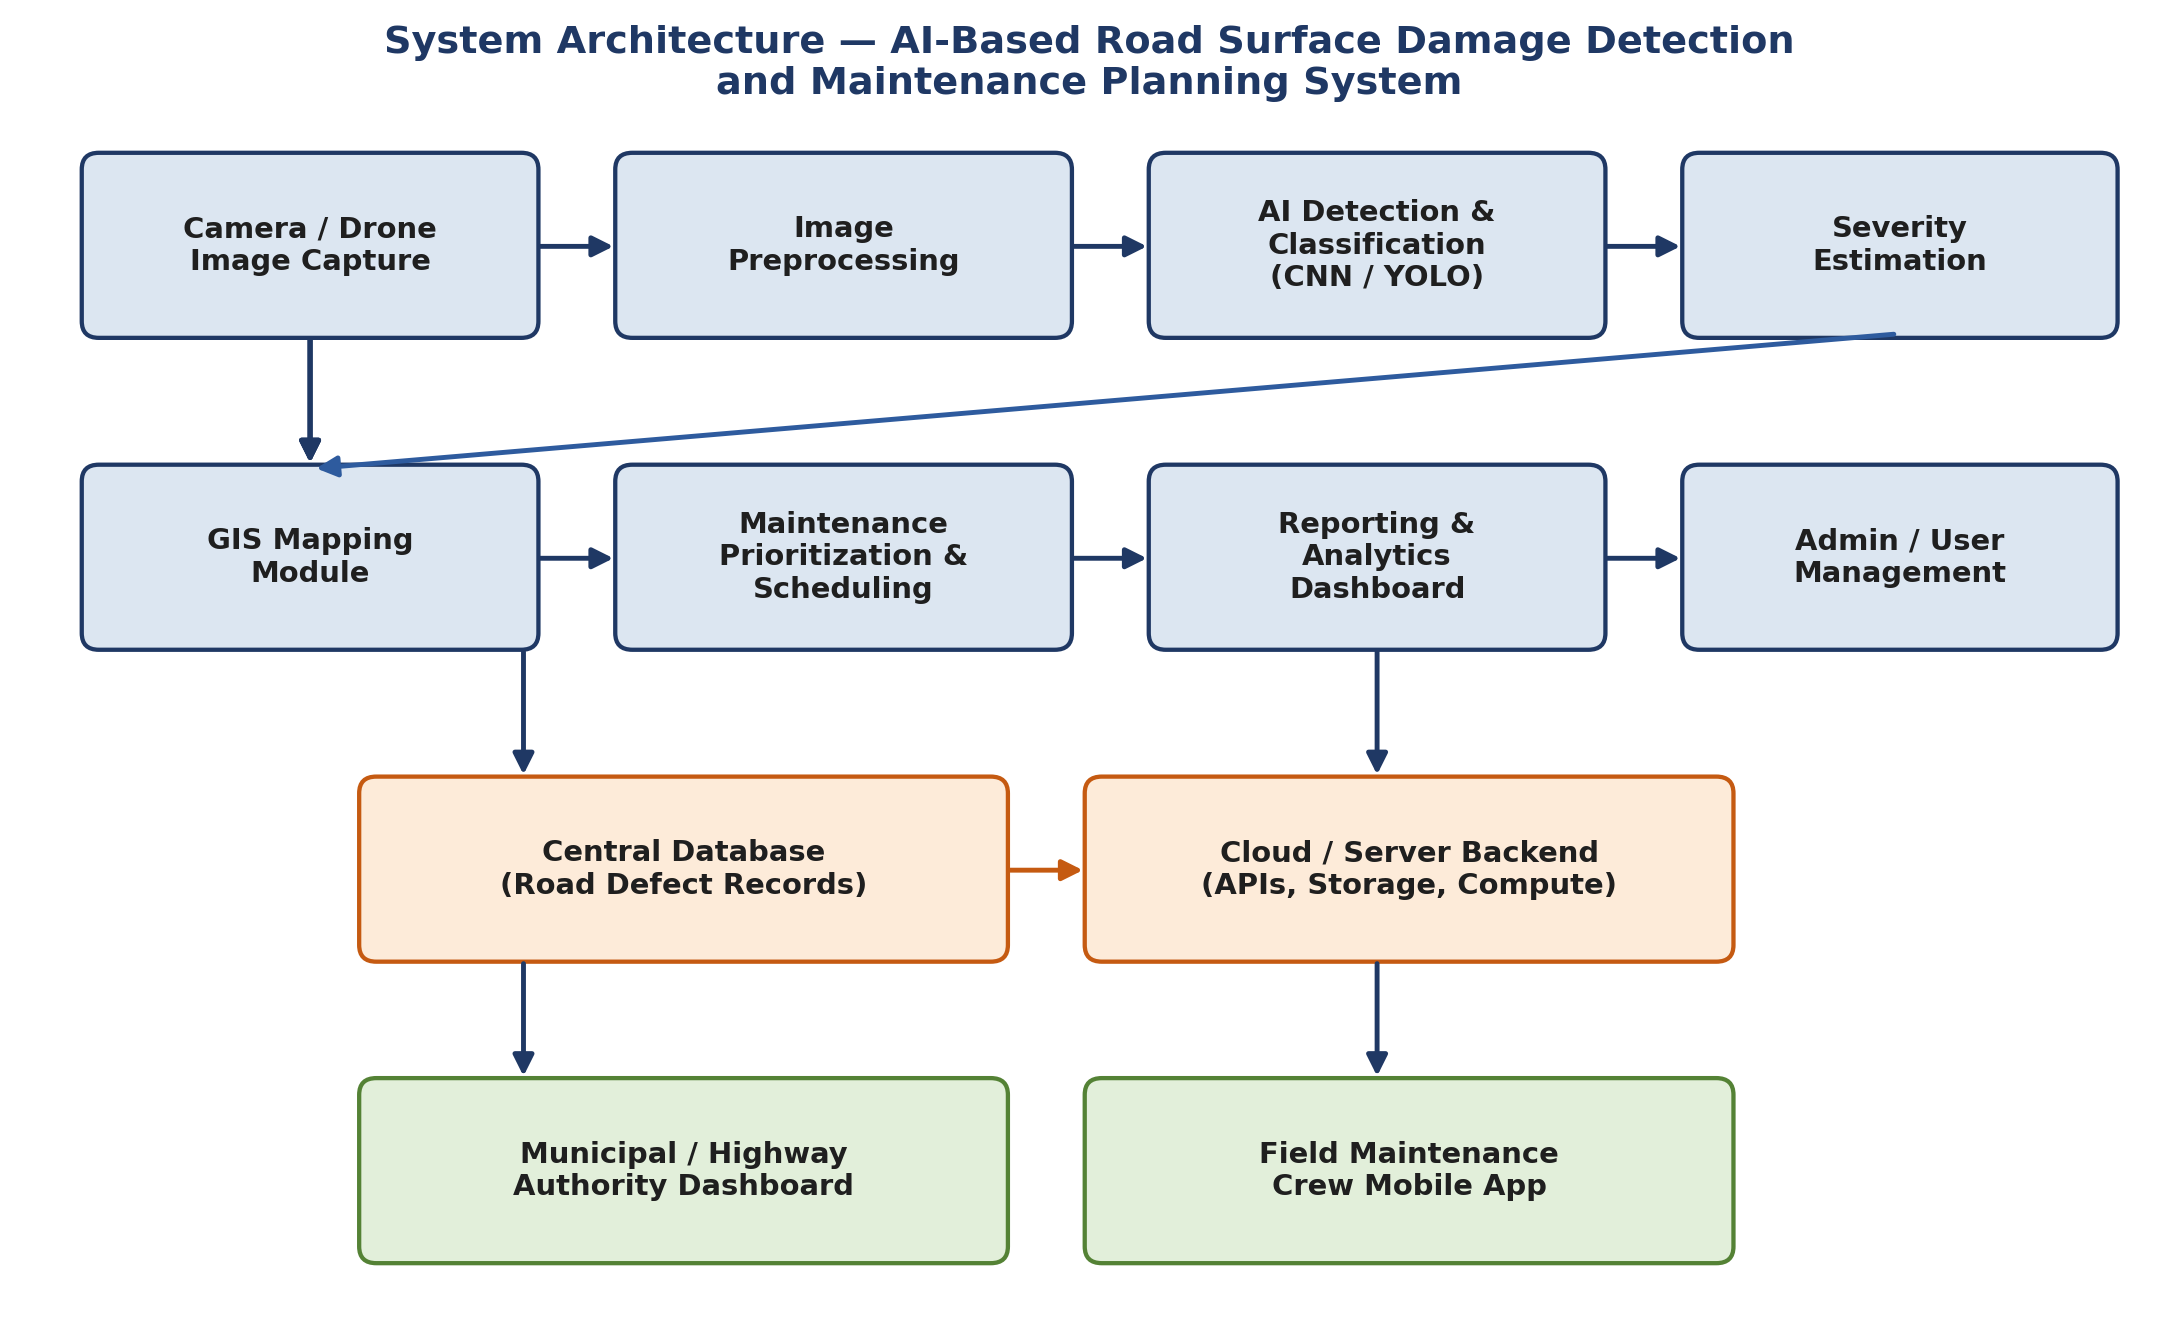 System Architecture — AI-Based Road Surface Damage Detection
and Maintenance Planning System
Camera / Drone
Image Capture
Image
Preprocessing
AI Detection &
Classification
(CNN / YOLO)
Severity
Estimation
GIS Mapping
Module
Maintenance
Prioritization &
Scheduling
Reporting &
Analytics
Dashboard
Admin / User
Management
Central Database
(Road Defect Records)
Cloud / Server Backend
(APIs, Storage, Compute)
Municipal / Highway
Authority Dashboard
Field Maintenance
Crew Mobile App